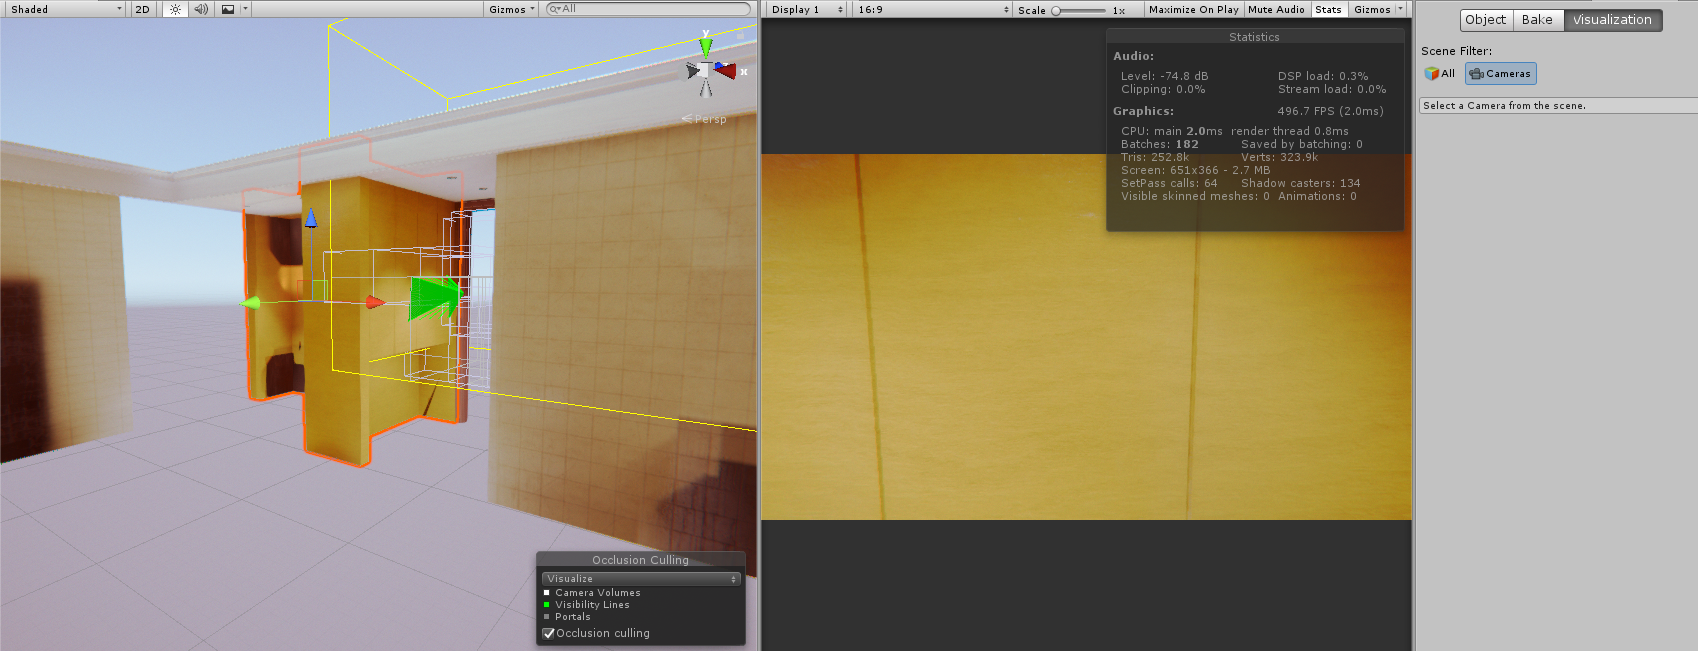 Shaded 2D Gizmos All
Display 1 16:9 Scale 1x Maximize On Play Mute Audio Stats Gizmos
Object Bake Visualization
Scene Filter:
All Cameras
Select a Camera from the scene.
y
x
Persp
Statistics
Audio:
Level: -74.8 dB DSP load: 0.3%
Clipping: 0.0% Stream load: 0.0%
Graphics: 496.7 FPS (2.0ms)
CPU: main 2.0ms render thread 0.8ms
Batches: 182 Saved by batching: 0
Tris: 252.8k Verts: 323.9k
Screen: 651x366 - 2.7 MB
SetPass calls: 64 Shadow casters: 134
Visible skinned meshes: 0 Animations: 0
Occlusion Culling
Visualize
Camera Volumes
Visibility Lines
Portals
Occlusion culling